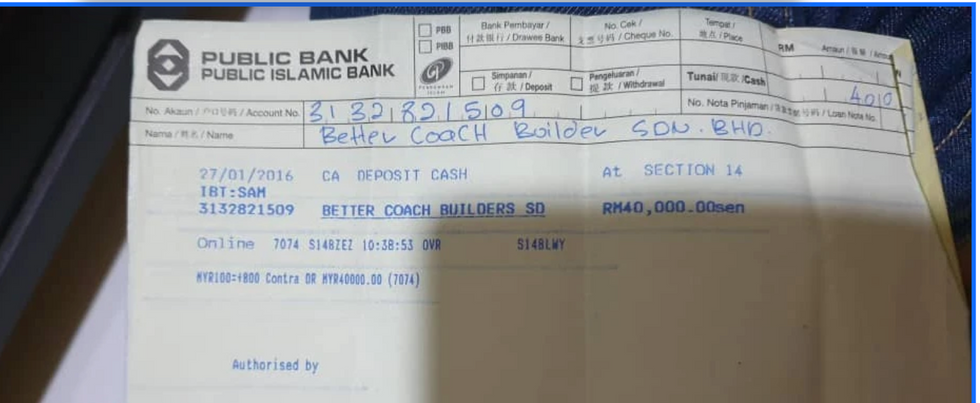 PUBLIC BANK
PUBLIC ISLAMIC BANK
PBB
PIBB
Bank Pembayar /
付款银行 / Drawee Bank
No. Cek /
支票号码 / Cheque No.
Tempat /
地点 / Place
RM
Simpanan /
存款 / Deposit
Pengeluaran /
提款 / Withdrawal
Tunai/ 现款 /Cash
4010
No. Akaun / 户口号码 / Account No. 3132821509
No. Nota Pinjaman / Loan Note No.
Nama / 姓名 / Name Better CoacH Builder SDN. BHD.
27/01/2016 CA DEPOSIT CASH At SECTION 14
IBT:SAM
3132821509 BETTER COACH BUILDERS SD RM40,000.00sen
Online 7074 S14BZEZ 10:38:53 OVR S14BLWY
MYR100=+800 Contra DR MYR40000.00 (7074)
Authorised by